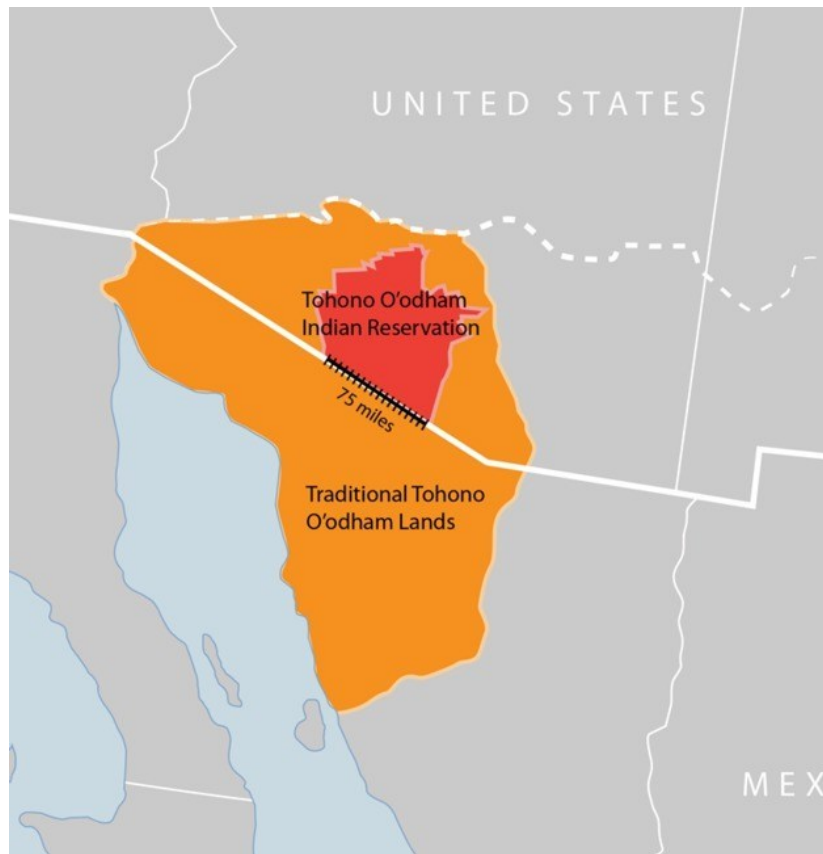 UNITED STATES
Tohono O'odham
Indian Reservation
75 miles
Traditional Tohono
O'odham Lands
MEX